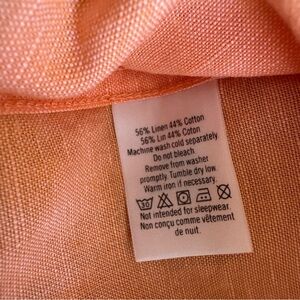 56% Linen 44% Cotton
56% Lin 44% Coton
Machine wash cold separately.
Do not bleach.
Remove from washer
promptly. Tumble dry low.
Warm iron if necessary.
30
Not intended for sleepwear.
Non conçu comme vêtement
de nuit.